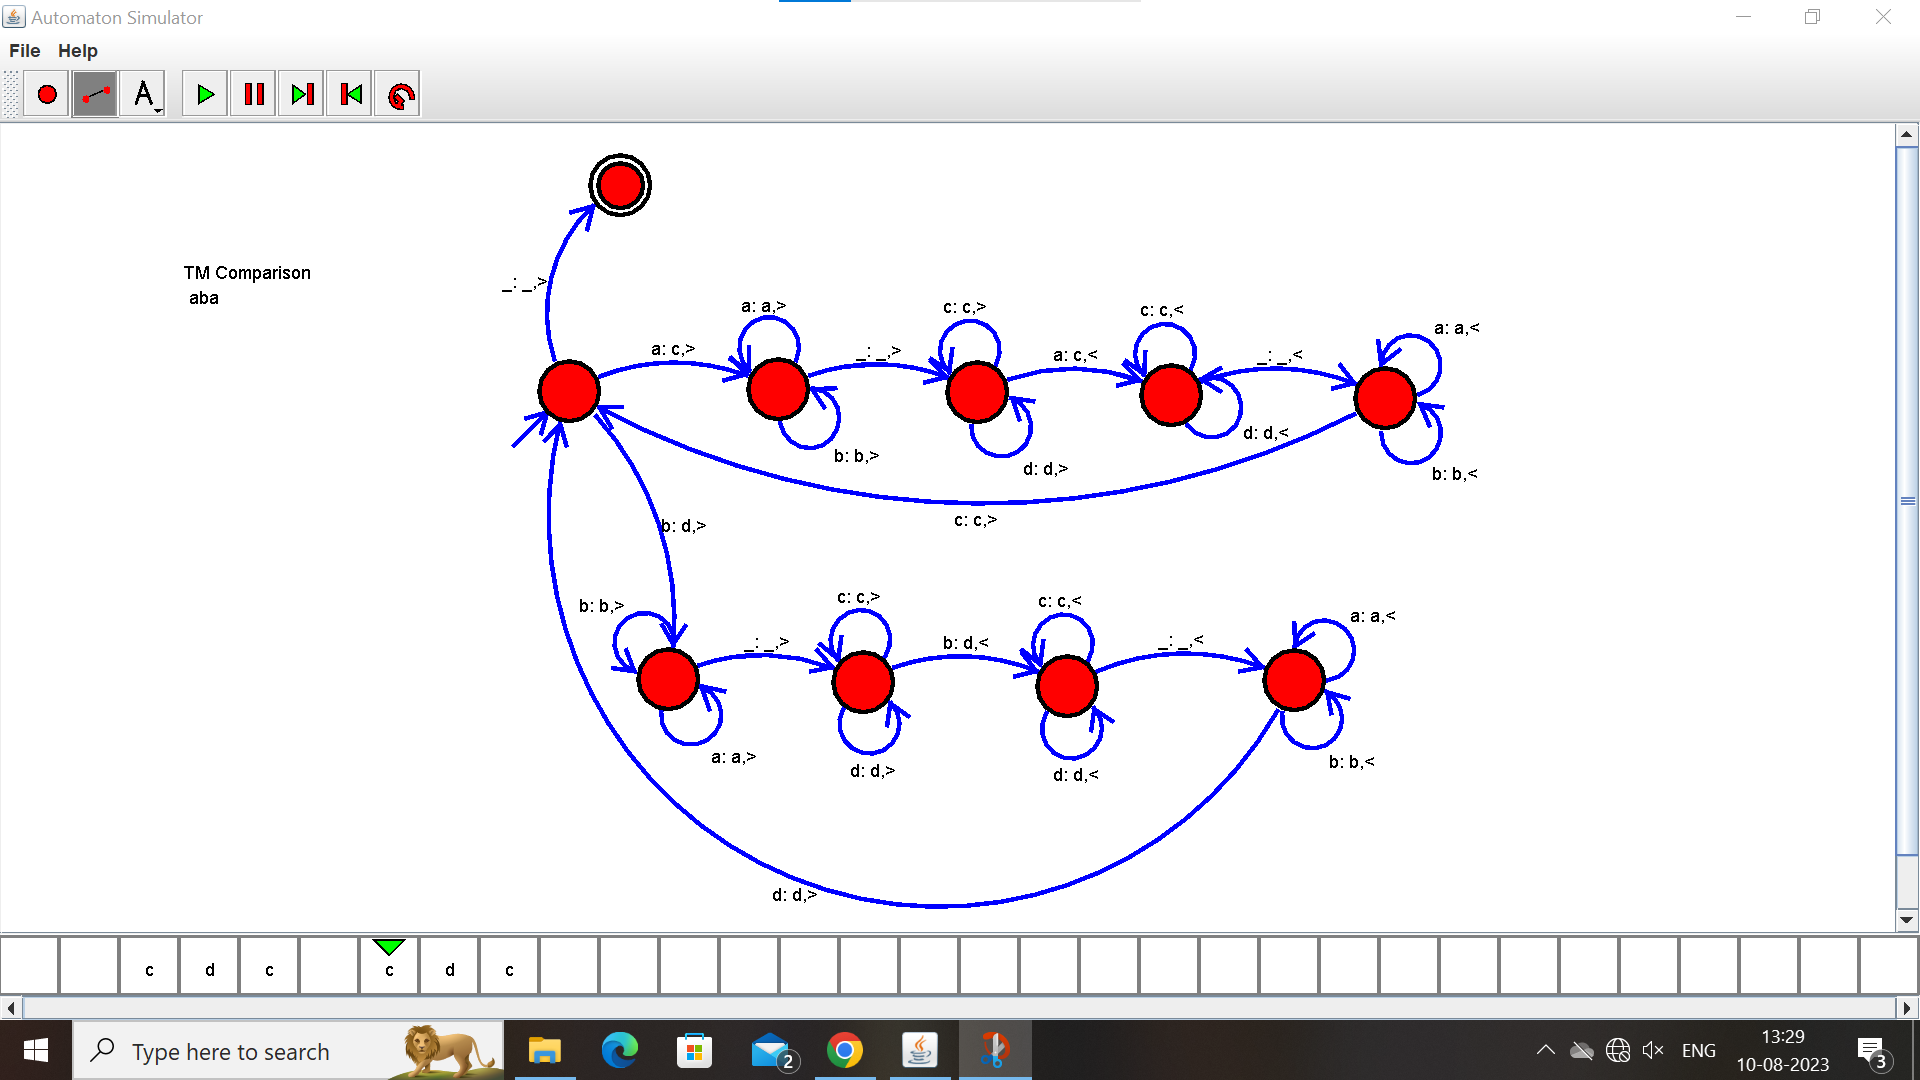 Automaton Simulator
File Help
A
TM Comparison
aba
_: _,>
a: c,>
a: a,>
b: b,>
_: _,>
c: c,>
d: d,>
a: c,<
c: c,<
d: d,<
_: _,<
a: a,<
b: b,<
c: c,>
b: d,>
b: b,>
a: a,>
_: _,>
c: c,>
d: d,>
b: d,<
c: c,<
d: d,<
_: _,<
a: a,<
b: b,<
d: d,>
c d c c d c
Type here to search
2
ENG
13:29
10-08-2023
3